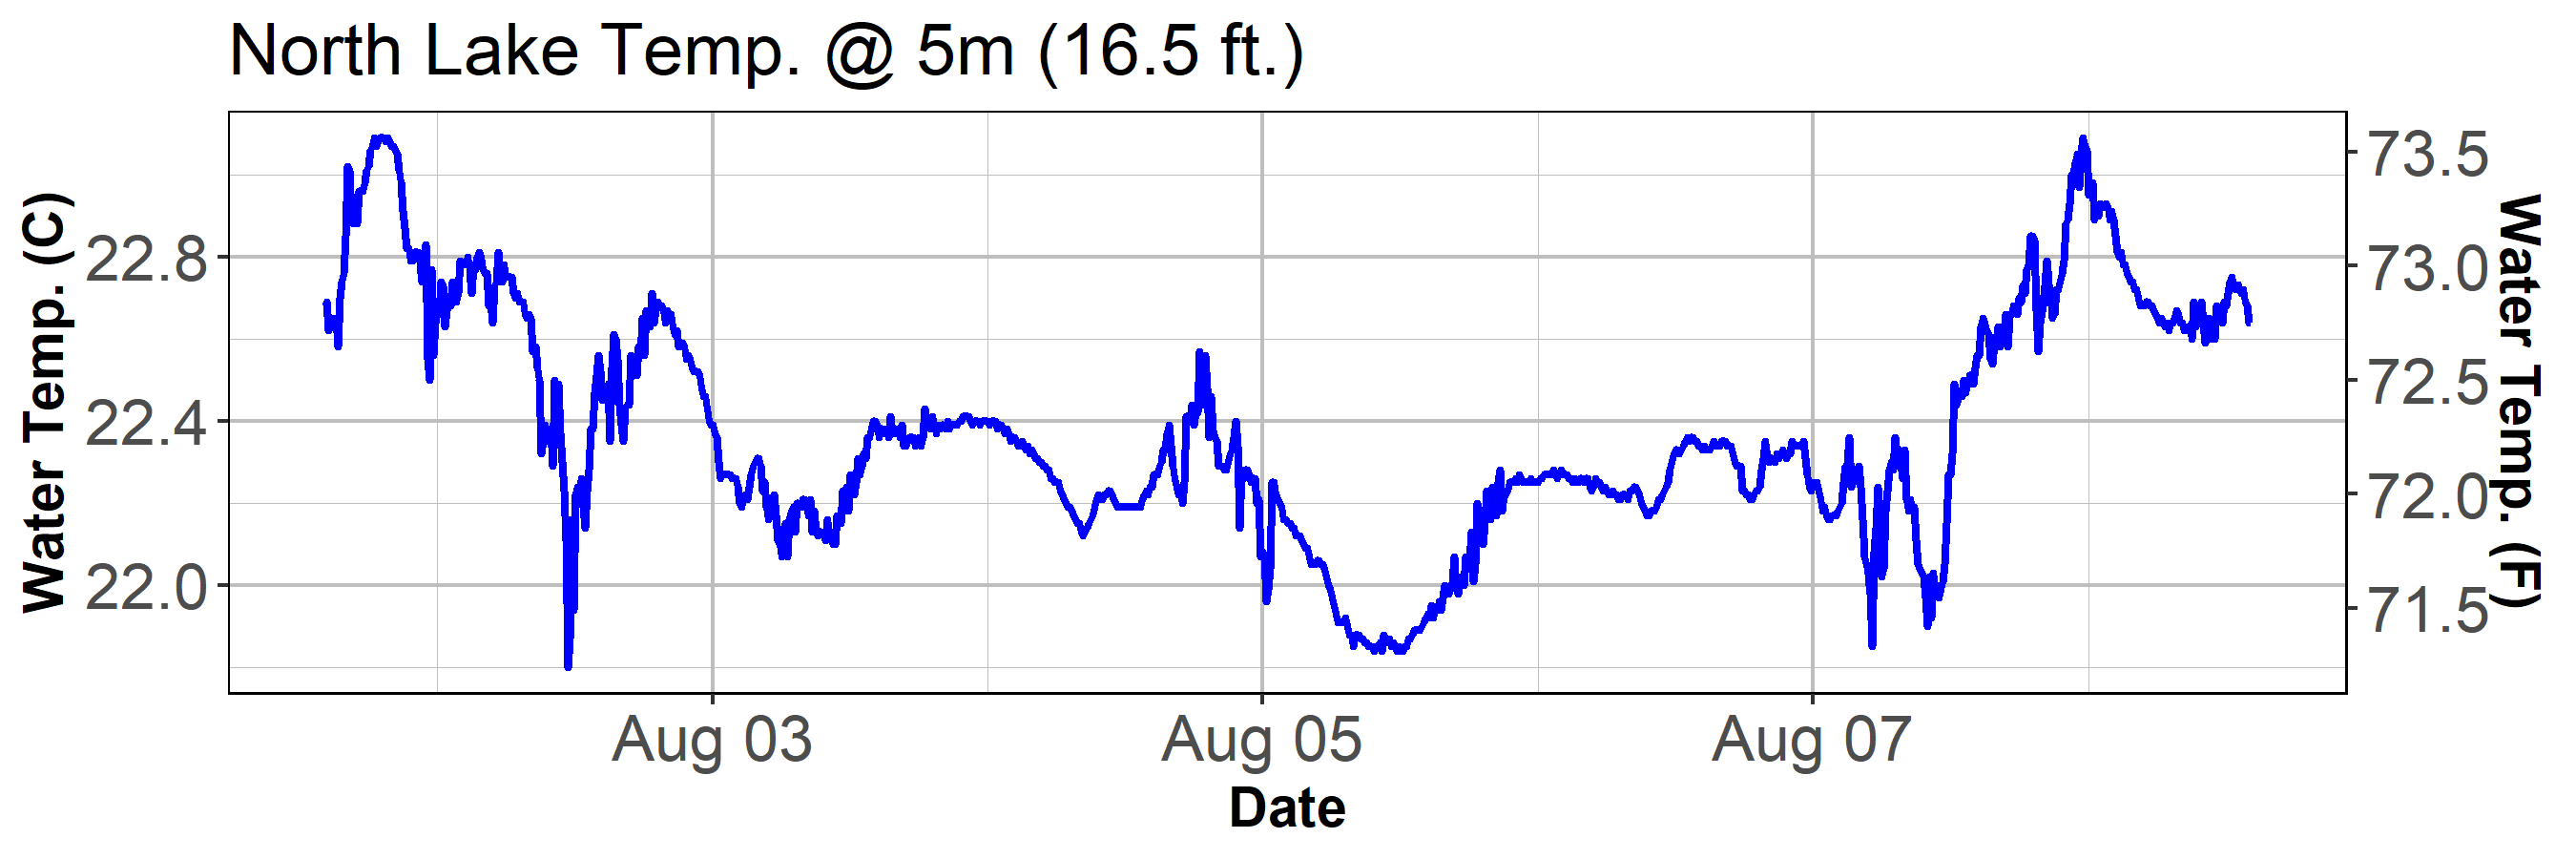 North Lake Temp. @ 5m (16.5 ft.)
Water Temp. (C)
22.8
22.4
22.0
73.5
73.0
72.5
72.0
71.5
Water Temp. (F)
Aug 03 Aug 05 Aug 07
Date